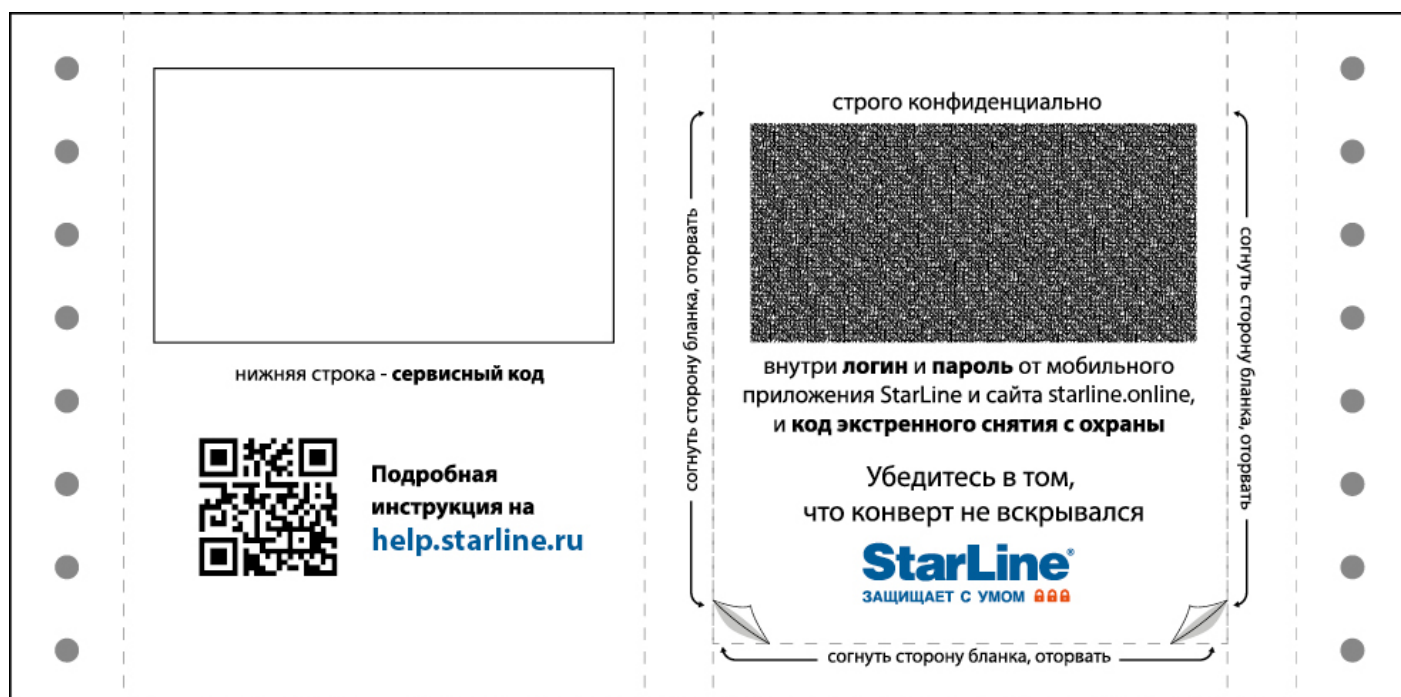 нижняя строка - сервисный код
Подробная
инструкция на
help.starline.ru
строго конфиденциально
согнуть сторону бланка, оторвать
внутри логин и пароль от мобильного
приложения StarLine и сайта starline.online,
и код экстренного снятия с охраны
Убедитесь в том,
что конверт не вскрывался
StarLine®
ЗАЩИЩАЕТ С УМОМ
согнуть сторону бланка, оторвать
согнуть сторону бланка, оторвать